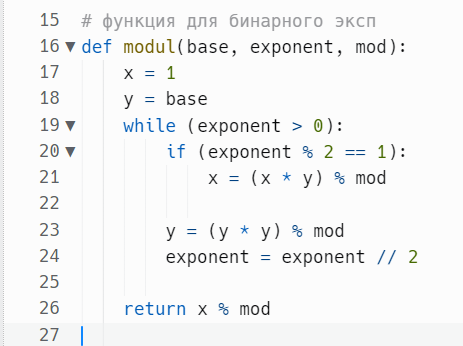 15 # функция для бинарного эксп
16 def modul(base, exponent, mod):
17     x = 1
18     y = base
19     while (exponent > 0):
20         if (exponent % 2 == 1):
21             x = (x * y) % mod
22
23         y = (y * y) % mod
24         exponent = exponent // 2
25
26     return x % mod
27